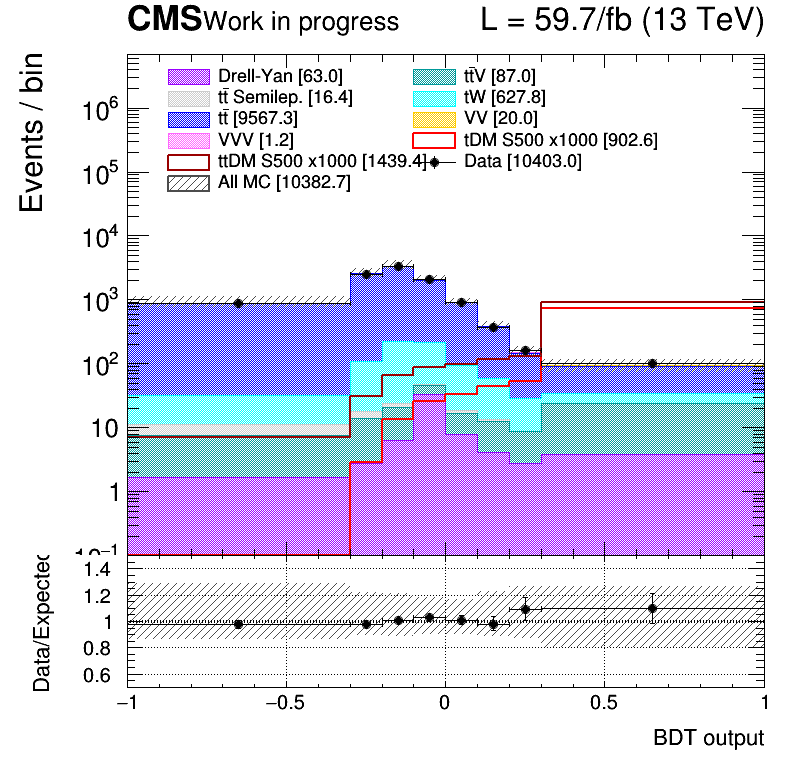 CMS Work in progress L = 59.7/fb (13 TeV)
Events / bin
Drell-Yan [63.0] tt̄V [87.0]
tt̄ Semilep. [16.4] tW [627.8]
tt̄ [9567.3] VV [20.0]
VVV [1.2] tDM S500 x1000 [902.6]
ttDM S500 x1000 [1439.4] Data [10403.0]
All MC [10382.7]
10⁶
10⁵
10⁴
10³
10²
10
1
10⁻¹
Data/Expected
1.4
1.2
1
0.8
0.6
−1 −0.5 0 0.5 1
BDT output